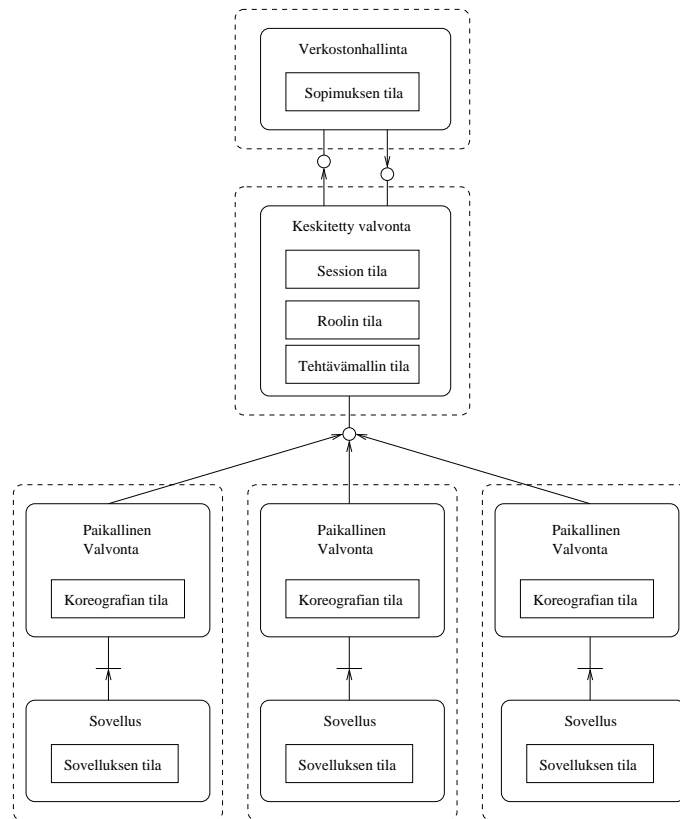 Verkostonhallinta
Sopimuksen tila
Keskitetty valvonta
Session tila
Roolin tila
Tehtävämallin tila
Paikallinen
Valvonta
Koreografian tila
Sovellus
Sovelluksen tila
Paikallinen
Valvonta
Koreografian tila
Sovellus
Sovelluksen tila
Paikallinen
Valvonta
Koreografian tila
Sovellus
Sovelluksen tila